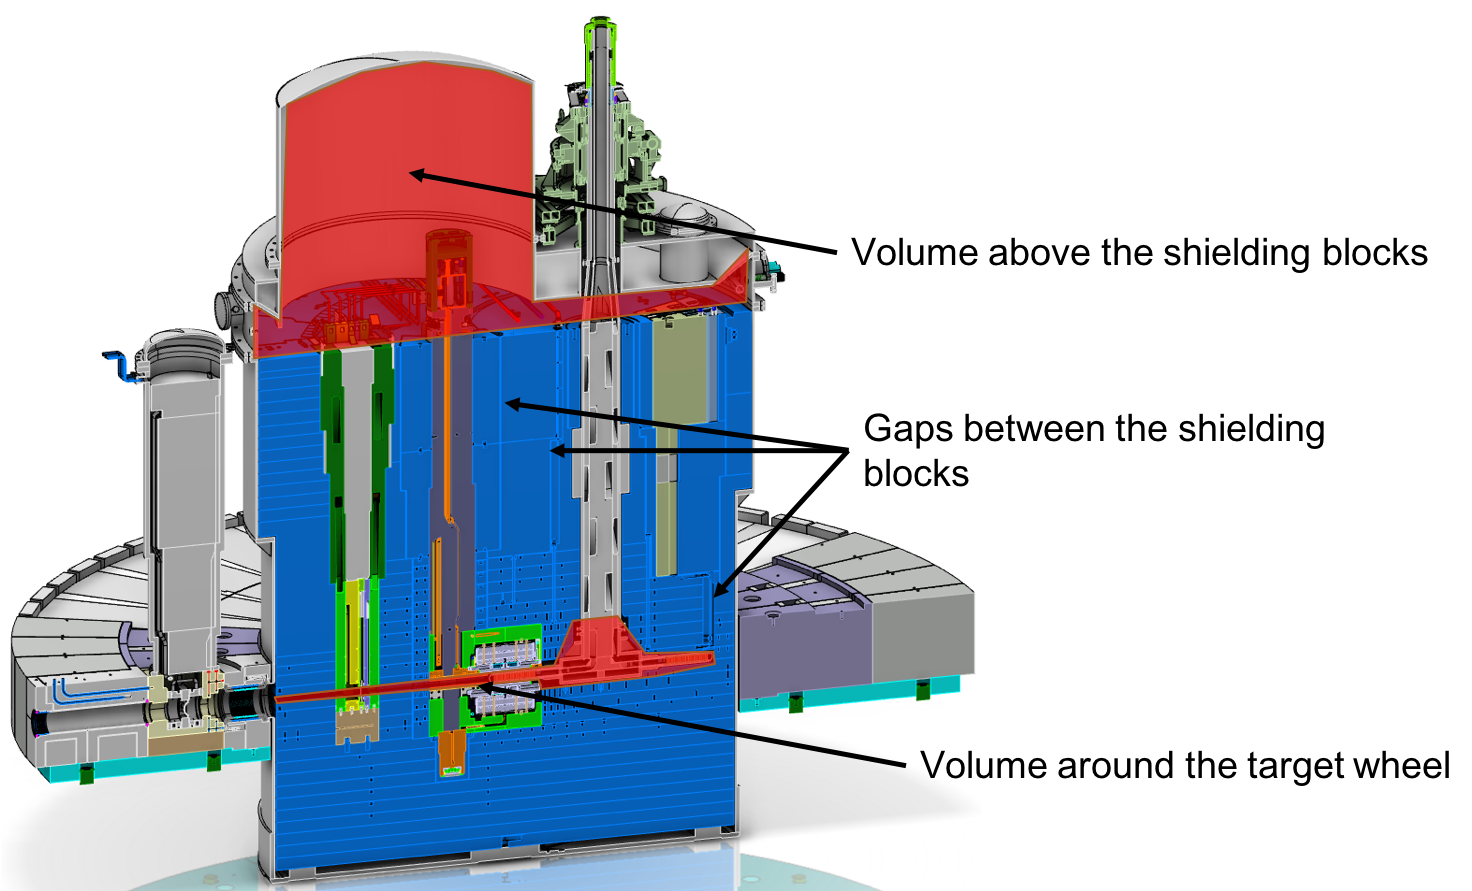 Volume above the shielding blocks
Gaps between the shielding
blocks
Volume around the target wheel